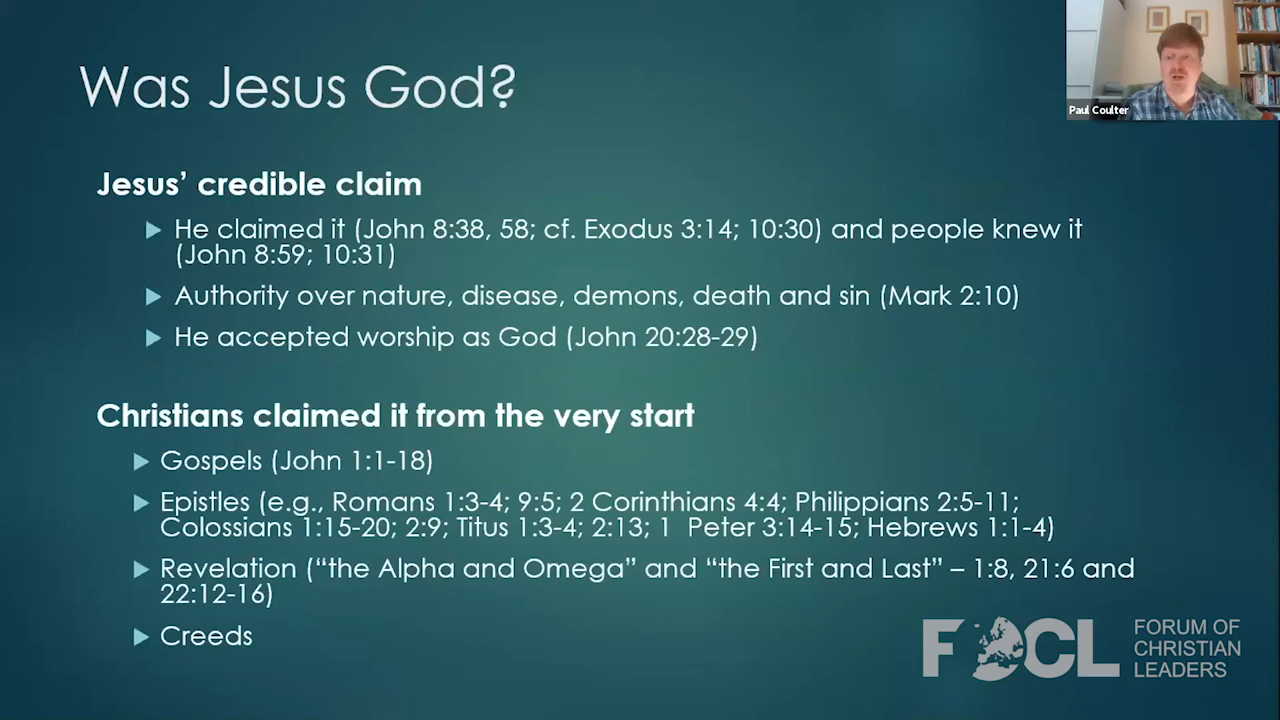 Was Jesus God?
Paul Coulter
Jesus’ credible claim
He claimed it (John 8:38, 58; cf. Exodus 3:14; 10:30) and people knew it
(John 8:59; 10:31)
Authority over nature, disease, demons, death and sin (Mark 2:10)
He accepted worship as God (John 20:28-29)
Christians claimed it from the very start
Gospels (John 1:1-18)
Epistles (e.g., Romans 1:3-4; 9:5; 2 Corinthians 4:4; Philippians 2:5-11;
Colossians 1:15-20; 2:9; Titus 1:3-4; 2:13; 1  Peter 3:14-15; Hebrews 1:1-4)
Revelation (“the Alpha and Omega” and “the First and Last” – 1:8, 21:6 and
22:12-16)
Creeds
FOCL
FORUM OF
CHRISTIAN
LEADERS